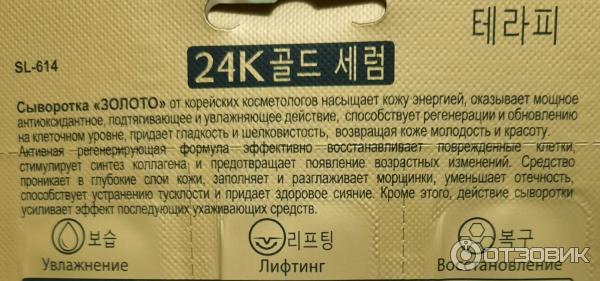 테라피
SL-614
24K 골드 세럼
Сыворотка «ЗОЛОТО» от корейских косметологов насыщает кожу энергией, оказывает мощное
антиоксидантное, подтягивающее и увлажняющее действие, способствует регенерации и обновлению
на клеточном уровне, придает гладкость и шелковистость, возвращая коже молодость и красоту.
Активная регенерирующая формула эффективно восстанавливает поврежденные клетки,
стимулирует синтез коллагена и предотвращает появление возрастных изменений. Средство
проникает в глубокие слои кожи, заполняет и разглаживает морщинки, уменьшает отечность,
способствует устранению тусклости и придает здоровое сияние. Кроме этого, действие сыворотки
усиливает эффект последующих ухаживающих средств.
보습 리프팅 복구
Увлажнение Лифтинг Восстановление
ОТЗОВИК